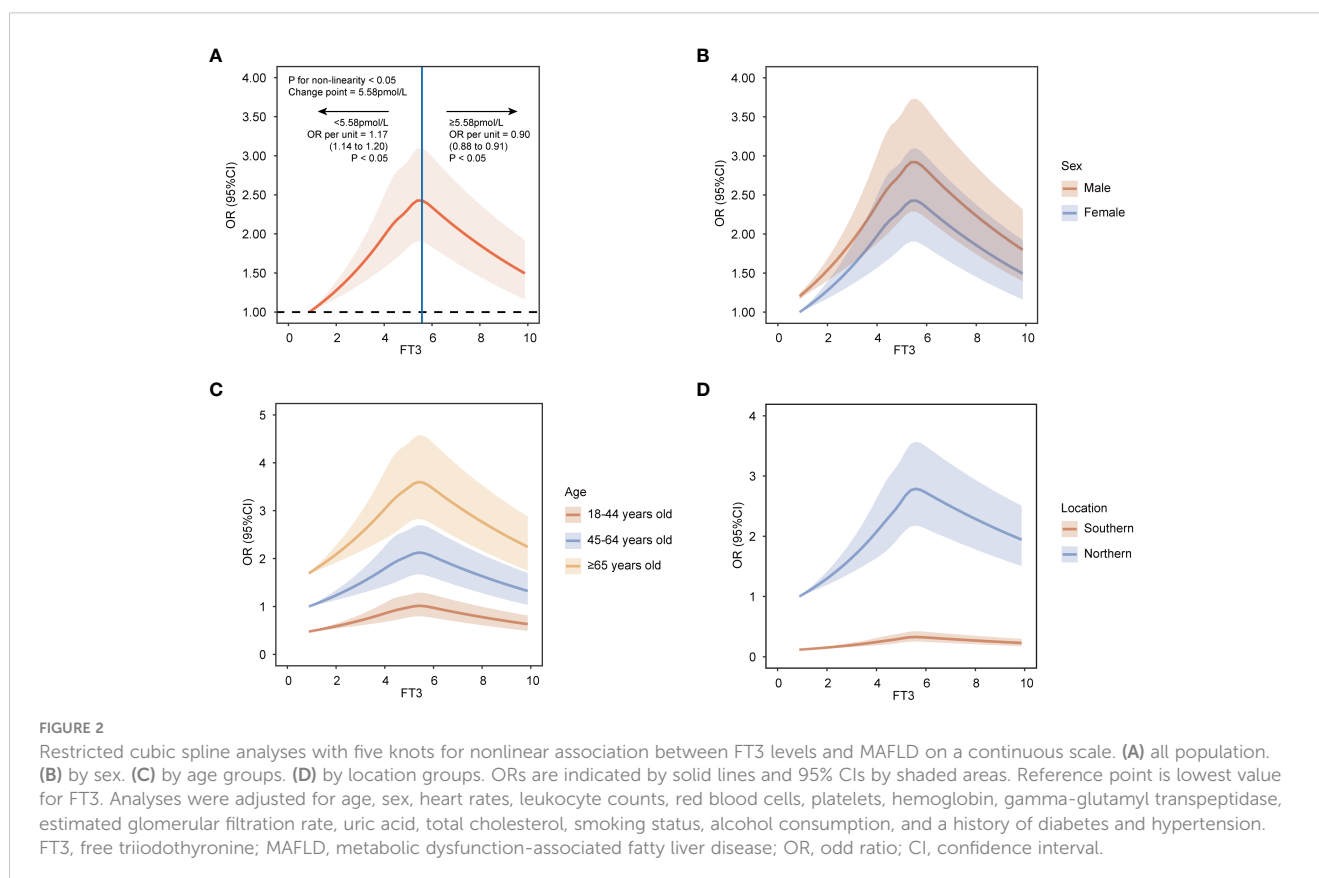 A
P for non-linearity < 0.05
Change point = 5.58pmol/L
<5.58pmol/L
OR per unit = 1.17
(1.14 to 1.20)
P < 0.05
≥5.58pmol/L
OR per unit = 0.90
(0.88 to 0.91)
P < 0.05
OR (95%CI)
4.00
3.50
3.00
2.50
2.00
1.50
1.00
0 2 4 6 8 10
FT3
B
OR (95%CI)
4.00
3.50
3.00
2.50
2.00
1.50
1.00
0 2 4 6 8 10
FT3
Sex
Male
Female
C
OR (95%CI)
5
4
3
2
1
0
0 2 4 6 8 10
FT3
Age
18-44 years old
45-64 years old
≥65 years old
D
OR (95%CI)
4
3
2
1
0
0 2 4 6 8 10
FT3
Location
Southern
Northern
FIGURE 2
Restricted cubic spline analyses with five knots for nonlinear association between FT3 levels and MAFLD on a continuous scale. (A) all population.
(B) by sex. (C) by age groups. (D) by location groups. ORs are indicated by solid lines and 95% CIs by shaded areas. Reference point is lowest value
for FT3. Analyses were adjusted for age, sex, heart rates, leukocyte counts, red blood cells, platelets, hemoglobin, gamma-glutamyl transpeptidase,
estimated glomerular filtration rate, uric acid, total cholesterol, smoking status, alcohol consumption, and a history of diabetes and hypertension.
FT3, free triiodothyronine; MAFLD, metabolic dysfunction-associated fatty liver disease; OR, odd ratio; CI, confidence interval.